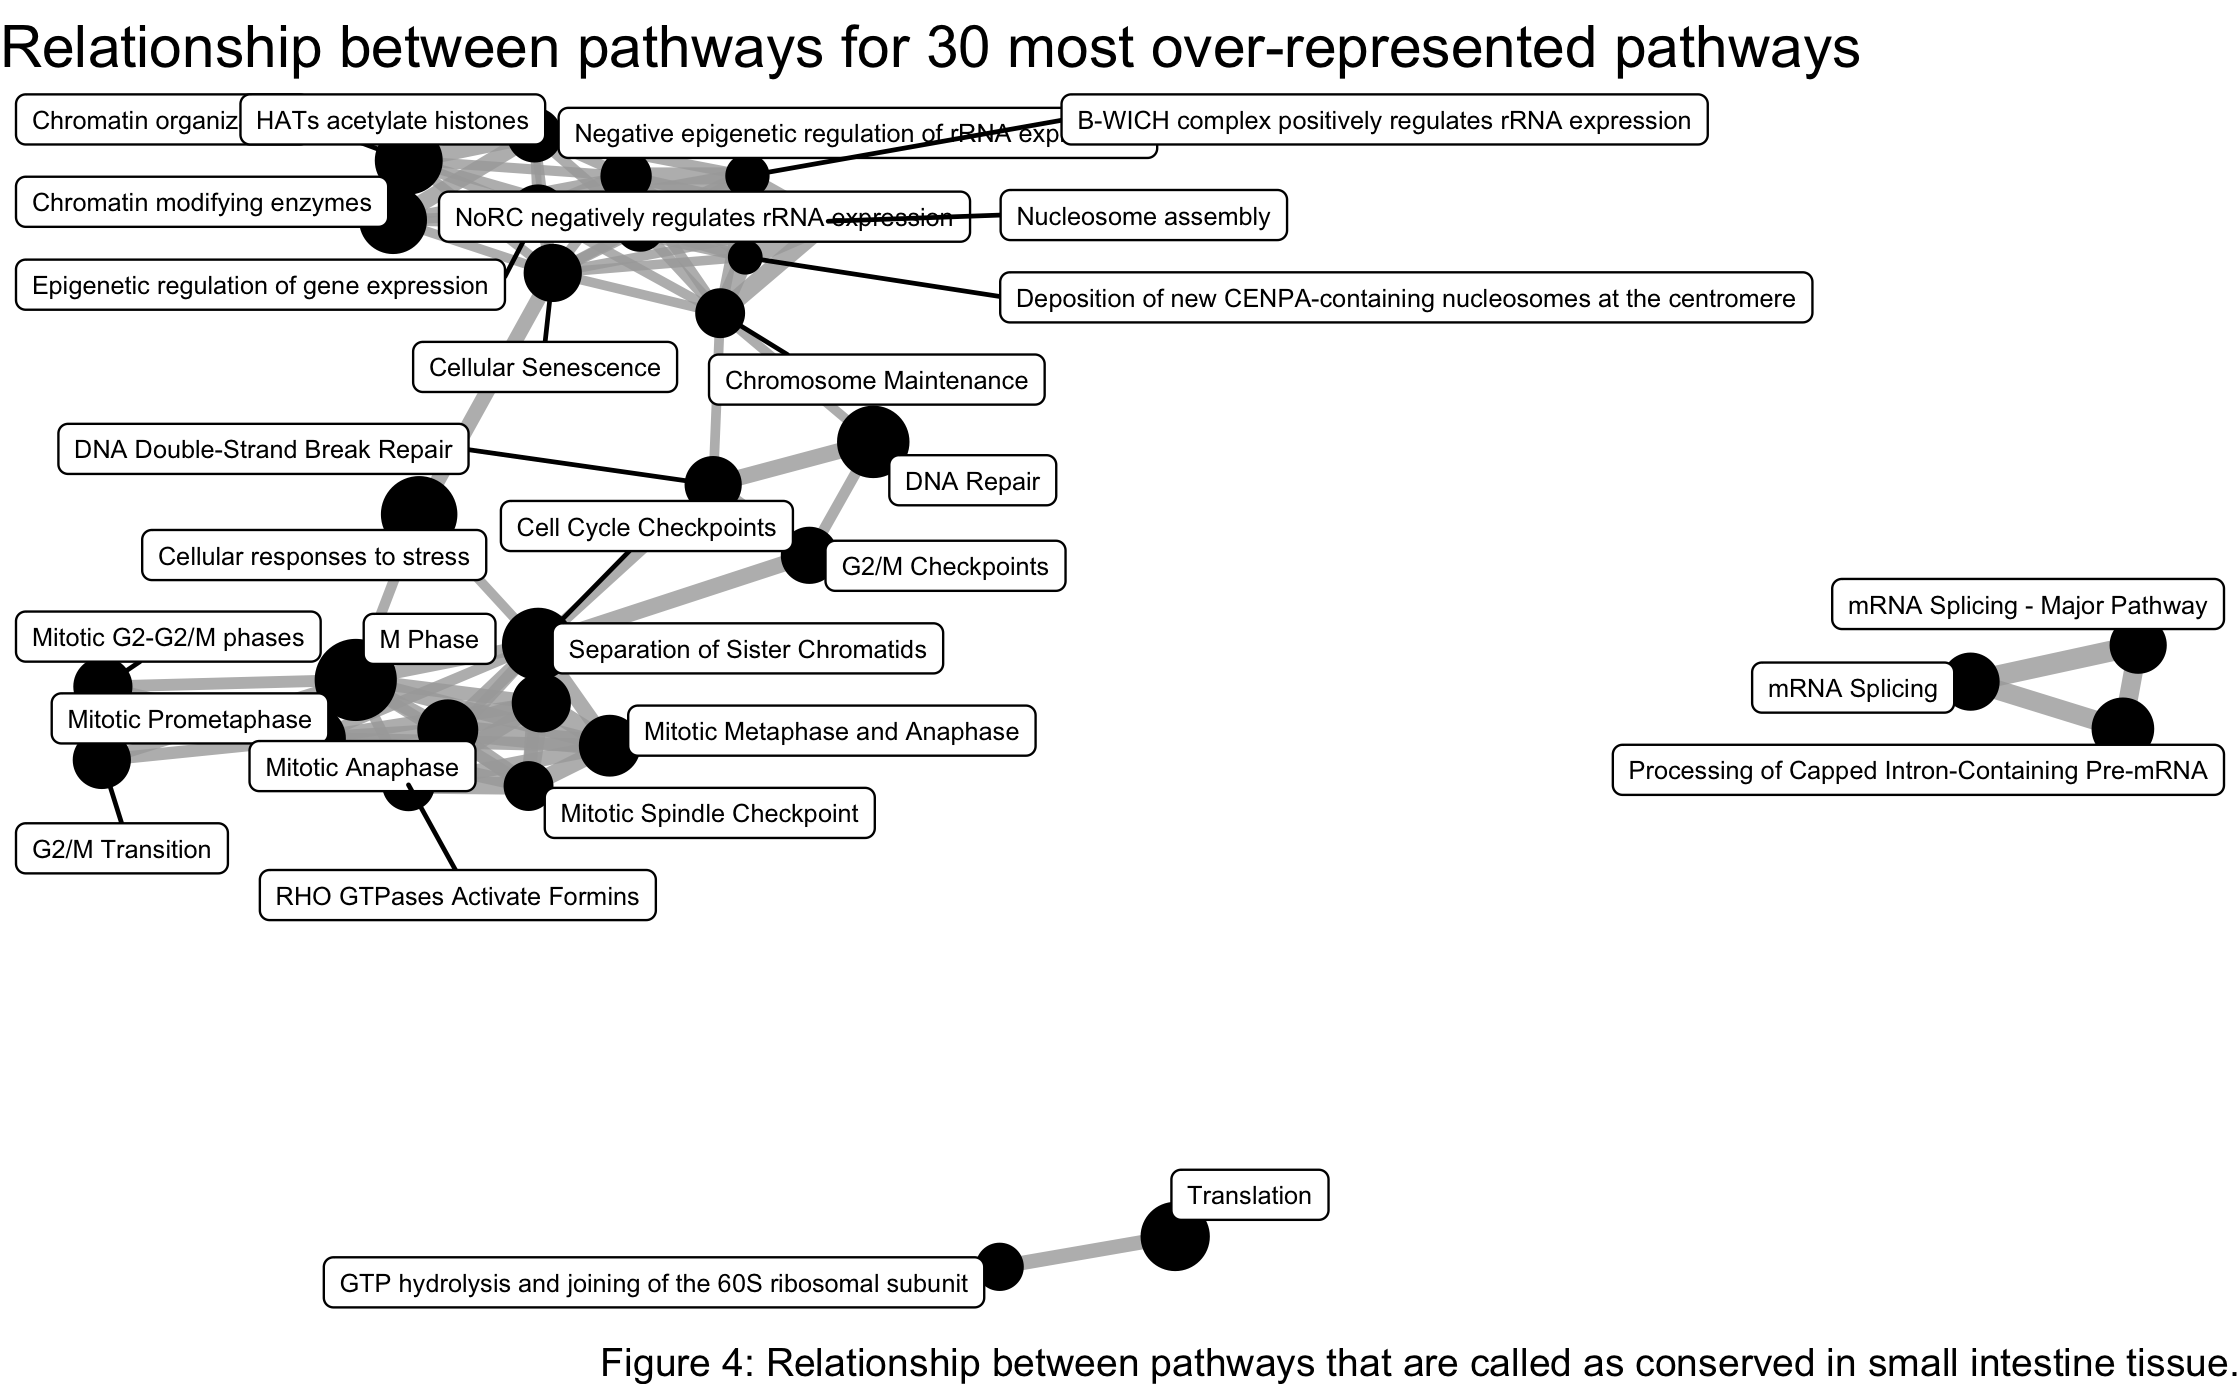 Relationship between pathways for 30 most over-represented pathways
Chromatin organiz
HATs acetylate histones
Negative epigenetic regulation of rRNA exp
B-WICH complex positively regulates rRNA expression
Chromatin modifying enzymes
NoRC negatively regulates rRNA expression
Nucleosome assembly
Epigenetic regulation of gene expression
Deposition of new CENPA-containing nucleosomes at the centromere
Cellular Senescence
Chromosome Maintenance
DNA Double-Strand Break Repair
DNA Repair
Cell Cycle Checkpoints
Cellular responses to stress
G2/M Checkpoints
mRNA Splicing - Major Pathway
Mitotic G2-G2/M phases
M Phase
Separation of Sister Chromatids
mRNA Splicing
Mitotic Prometaphase
Mitotic Metaphase and Anaphase
Mitotic Anaphase
Processing of Capped Intron-Containing Pre-mRNA
Mitotic Spindle Checkpoint
G2/M Transition
RHO GTPases Activate Formins
Translation
GTP hydrolysis and joining of the 60S ribosomal subunit
Figure 4: Relationship between pathways that are called as conserved in small intestine tissue.